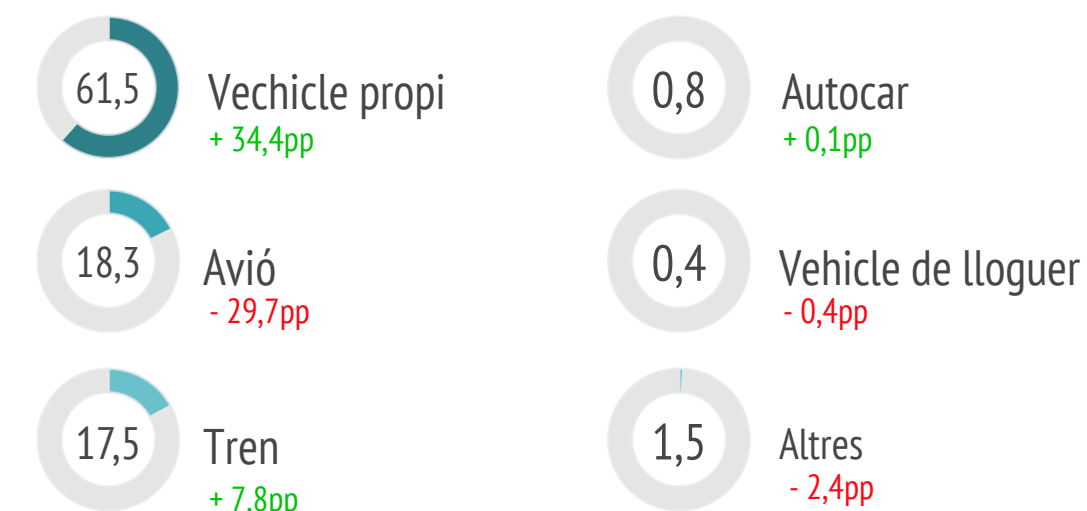 61,5
Vechicle propi
+ 34,4pp
18,3
Avió
- 29,7pp
17,5
Tren
+ 7,8pp
0,8
Autocar
+ 0,1pp
0,4
Vehicle de lloguer
- 0,4pp
1,5
Altres
- 2,4pp